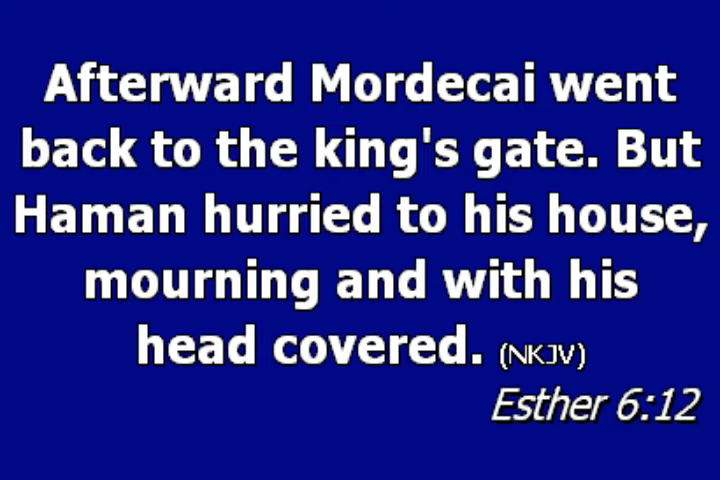 Afterward Mordecai went
back to the king's gate. But
Haman hurried to his house,
mourning and with his
head covered. (NKJV)
Esther 6:12